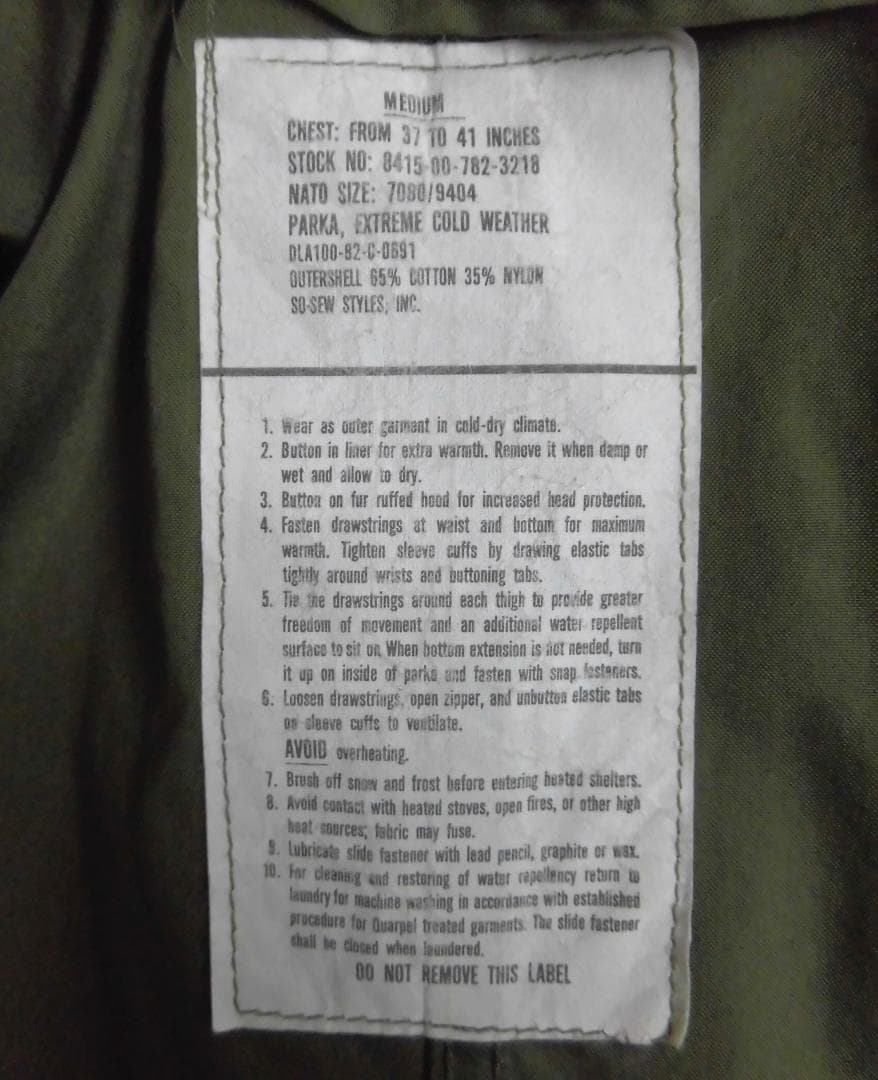 MEDIUM
CHEST: FROM 37 TO 41 INCHES
STOCK NO: 8415-00-782-3218
NATO SIZE: 7080/9404
PARKA, EXTREME COLD WEATHER
DLA100-82-C-0691
OUTERSHELL 65% COTTON 35% NYLON
SO-SEW STYLES, INC.
1. Wear as outer garment in cold-dry climate.
2. Button in liner for extra warmth. Remove it when damp or
wet and allow to dry.
3. Button on fur ruffed hood for increased head protection.
4. Fasten drawstrings at waist and bottom for maximum
warmth. Tighten sleeve cuffs by drawing elastic tabs
tightly around wrists and buttoning tabs.
5. Tie the drawstrings around each thigh to provide greater
freedom of movement and an additional water repellent
surface to sit on. When bottom extension is not needed, turn
it up on inside of parka and fasten with snap fasteners.
6. Loosen drawstrings, open zipper, and unbutton elastic tabs
on sleeve cuffs to ventilate.
AVOID overheating.
7. Brush off snow and frost before entering heated shelters.
8. Avoid contact with heated stoves, open fires, or other high
heat sources; fabric may fuse.
9. Lubricate slide fastener with lead pencil, graphite or wax.
10. For cleaning and restoring of water repellency return to
laundry for machine washing in accordance with established
procedure for Quarpel treated garments. The slide fastener
shall be closed when laundered.
DO NOT REMOVE THIS LABEL